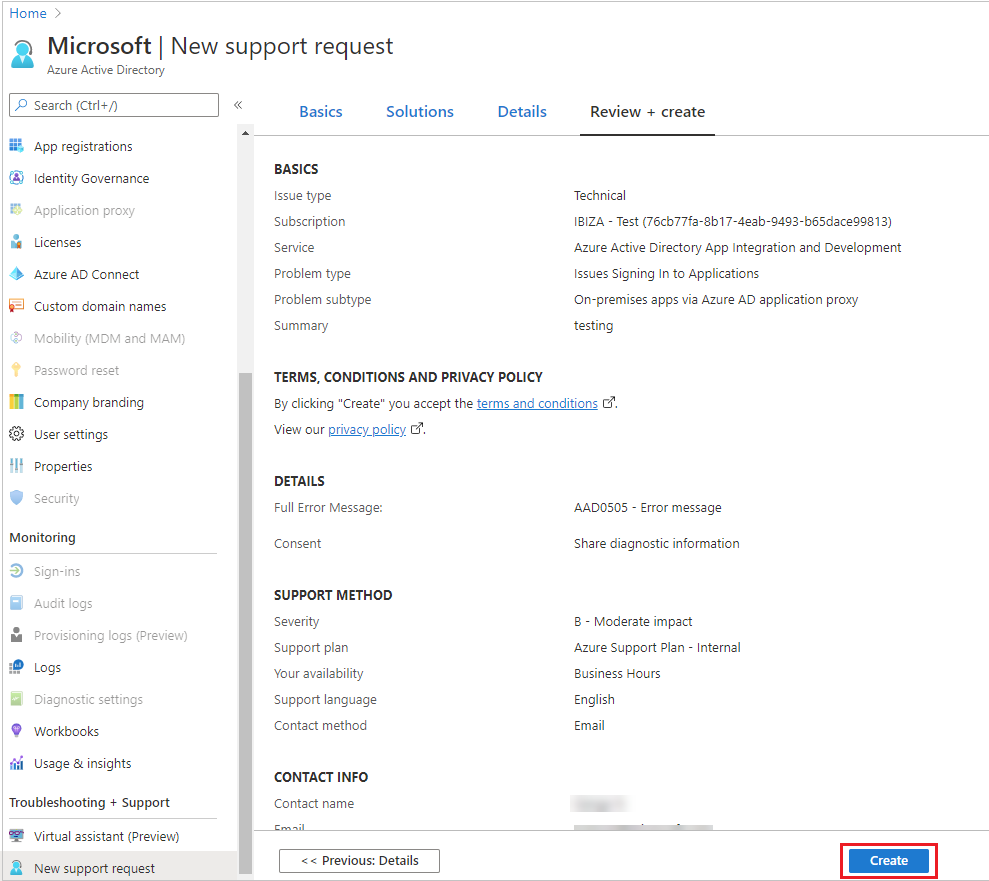 Home >
Microsoft | New support request
Azure Active Directory
Search (Ctrl+/)
«
App registrations
Identity Governance
Application proxy
Licenses
Azure AD Connect
Custom domain names
Mobility (MDM and MAM)
Password reset
Company branding
User settings
Properties
Security
Monitoring
Sign-ins
Audit logs
Provisioning logs (Preview)
Logs
Diagnostic settings
Workbooks
Usage & insights
Troubleshooting + Support
Virtual assistant (Preview)
New support request
Basics Solutions Details Review + create
BASICS
Issue type Technical
Subscription IBIZA - Test (76cb77fa-8b17-4eab-9493-b65dace99813)
Service Azure Active Directory App Integration and Development
Problem type Issues Signing In to Applications
Problem subtype On-premises apps via Azure AD application proxy
Summary testing
TERMS, CONDITIONS AND PRIVACY POLICY
By clicking "Create" you accept the terms and conditions.
View our privacy policy.
DETAILS
Full Error Message: AAD0505 - Error message
Consent Share diagnostic information
SUPPORT METHOD
Severity B - Moderate impact
Support plan Azure Support Plan - Internal
Your availability Business Hours
Support language English
Contact method Email
CONTACT INFO
Contact name
Email
<< Previous: Details Create